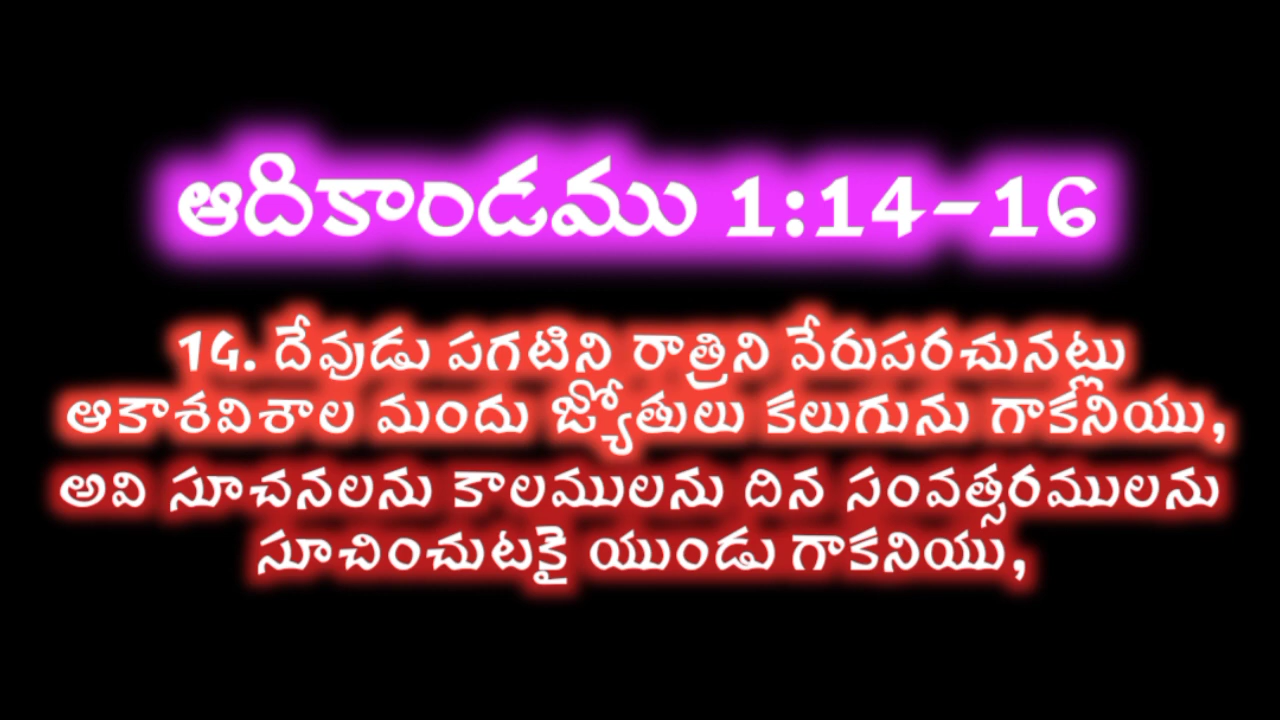 ఆదికాండము 1:14-16
14. దేవుడు పగటిని రాత్రిని వేరుపరచునట్లు
ఆకాశవిశాల మందు జ్యోతులు కలుగును గాకనియు,
అవి సూచనలను కాలములను దిన సంవత్సరములను
సూచించుటకై యుండు గాకనియు,